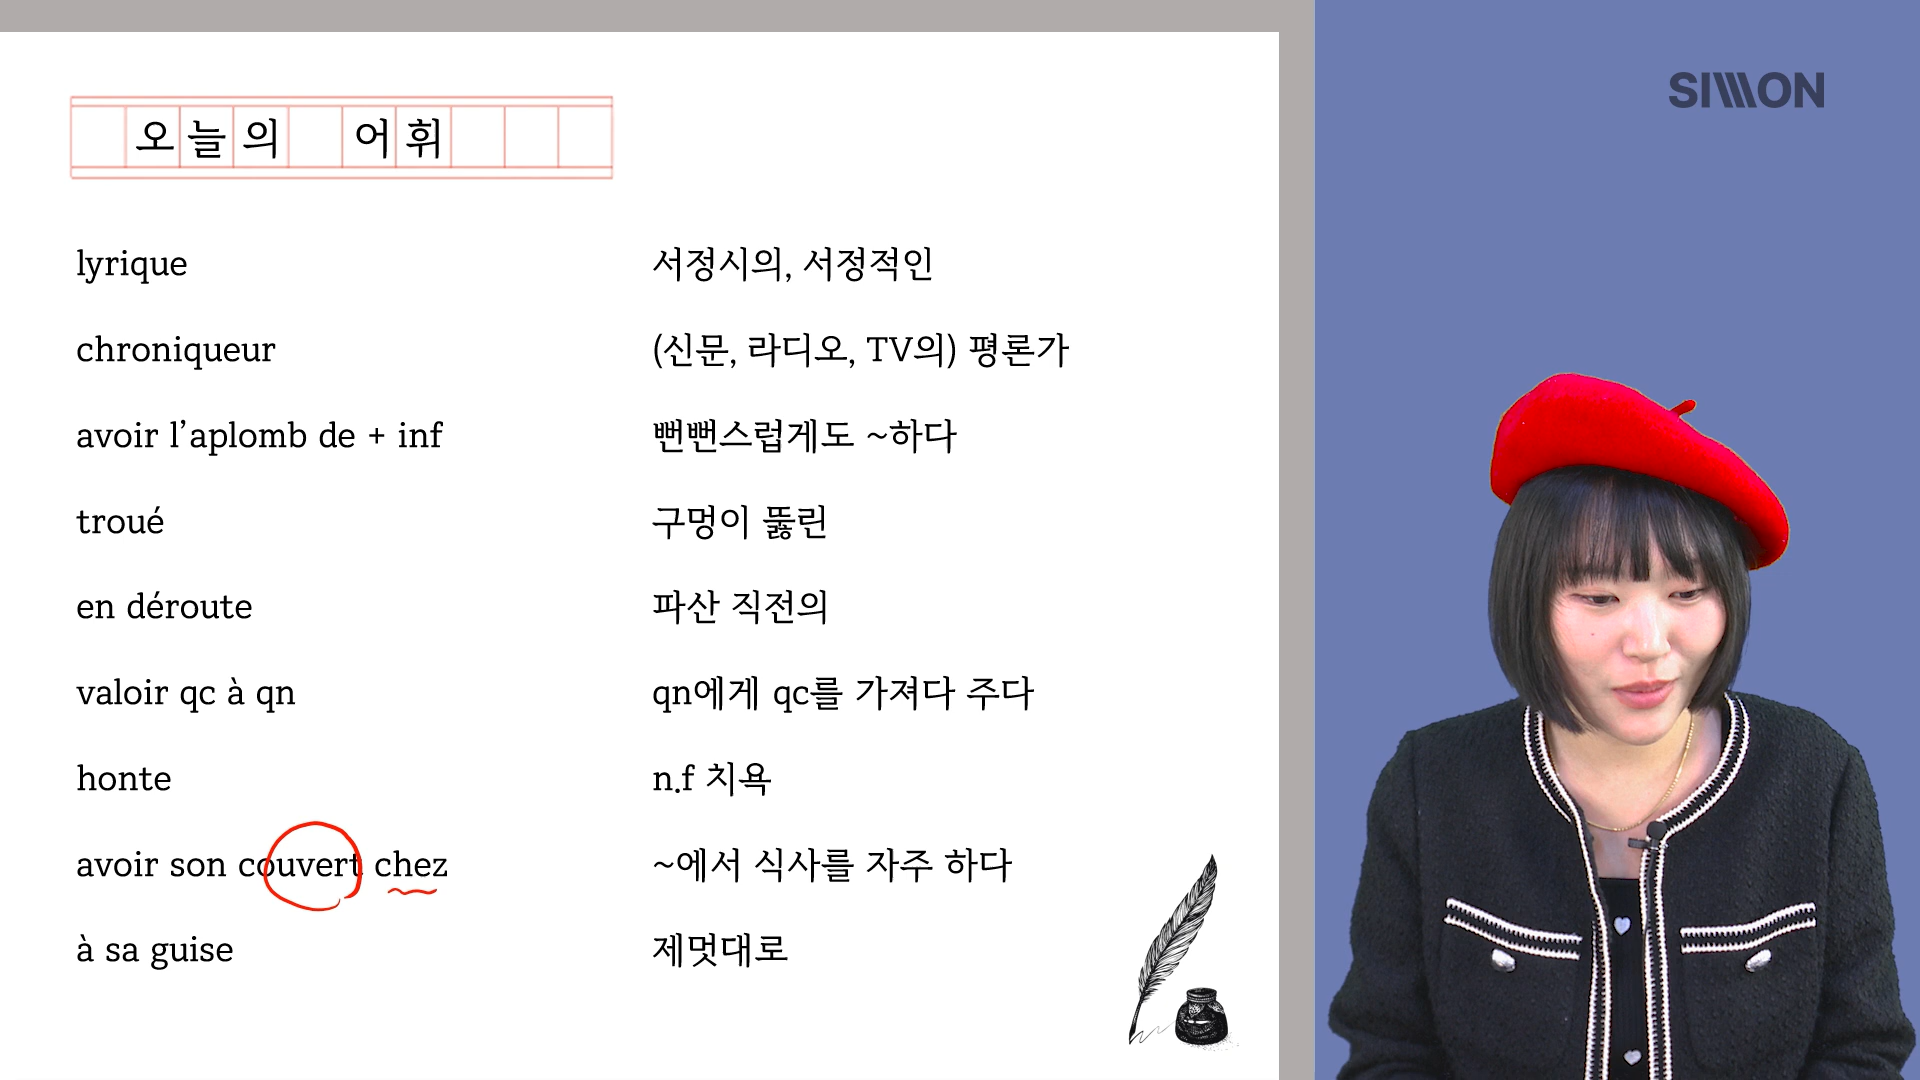 오늘의 어휘
lyrique 서정시의, 서정적인
chroniqueur (신문, 라디오, TV의) 평론가
avoir l’aplomb de + inf 뻔뻔스럽게도 ~하다
troué 구멍이 뚫린
en déroute 파산 직전의
valoir qc à qn qn에게 qc를 가져다 주다
honte n.f 치욕
avoir son couvert chez ~에서 식사를 자주 하다
à sa guise 제멋대로
SIWON